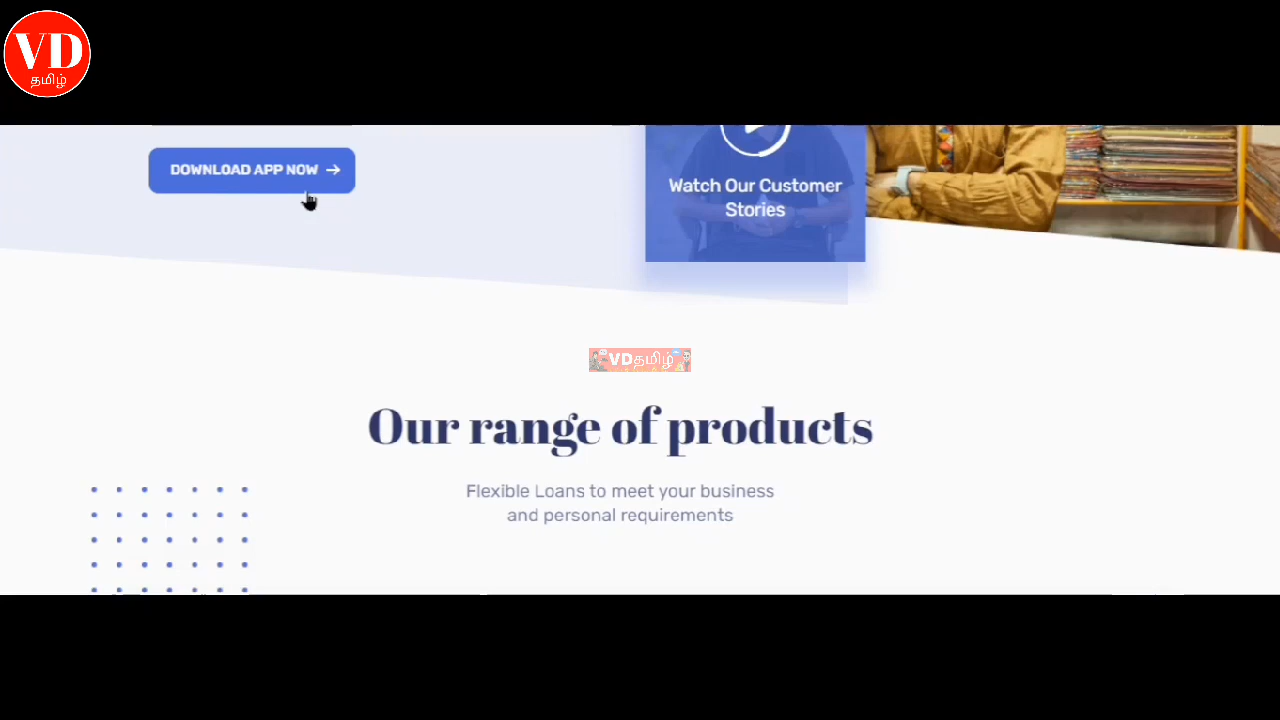 VD
தமிழ்
DOWNLOAD APP NOW →
Watch Our Customer
Stories
VDதமிழ்
Our range of products
Flexible Loans to meet your business
and personal requirements